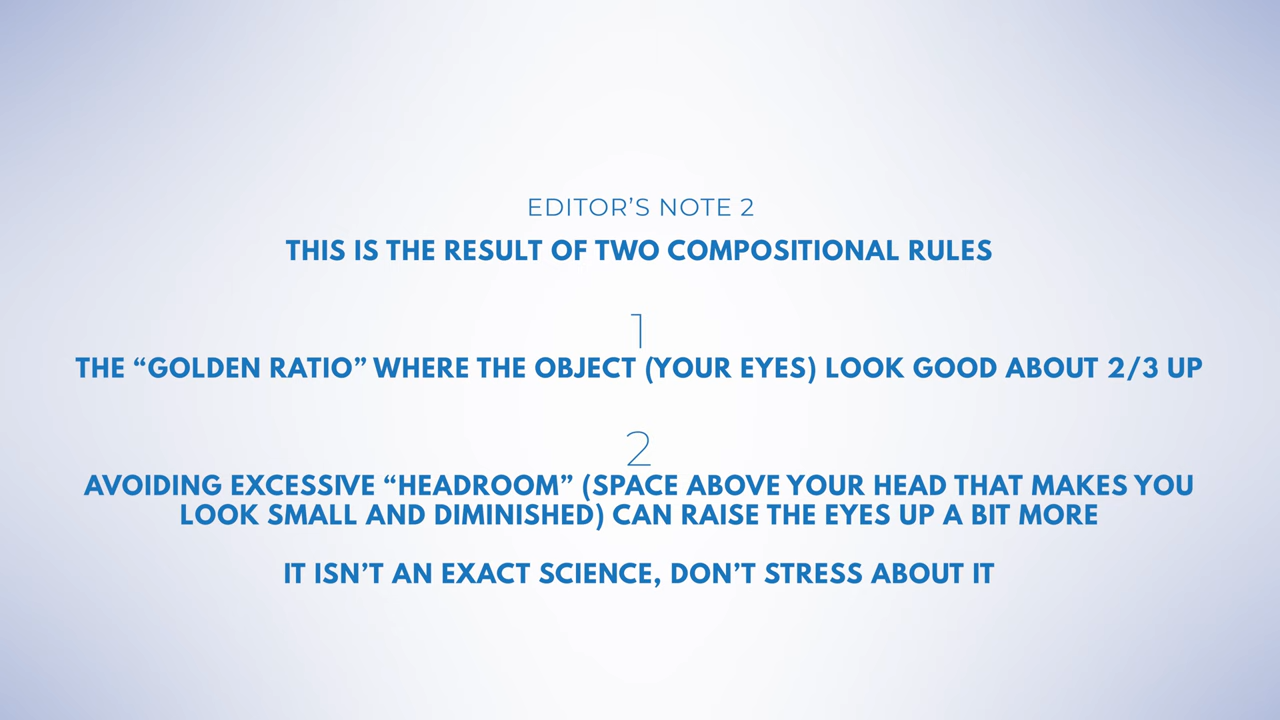 EDITOR’S NOTE 2
THIS IS THE RESULT OF TWO COMPOSITIONAL RULES
1
THE “GOLDEN RATIO” WHERE THE OBJECT (YOUR EYES) LOOK GOOD ABOUT 2/3 UP
2
AVOIDING EXCESSIVE “HEADROOM” (SPACE ABOVE YOUR HEAD THAT MAKES YOU
LOOK SMALL AND DIMINISHED) CAN RAISE THE EYES UP A BIT MORE
IT ISN’T AN EXACT SCIENCE, DON’T STRESS ABOUT IT